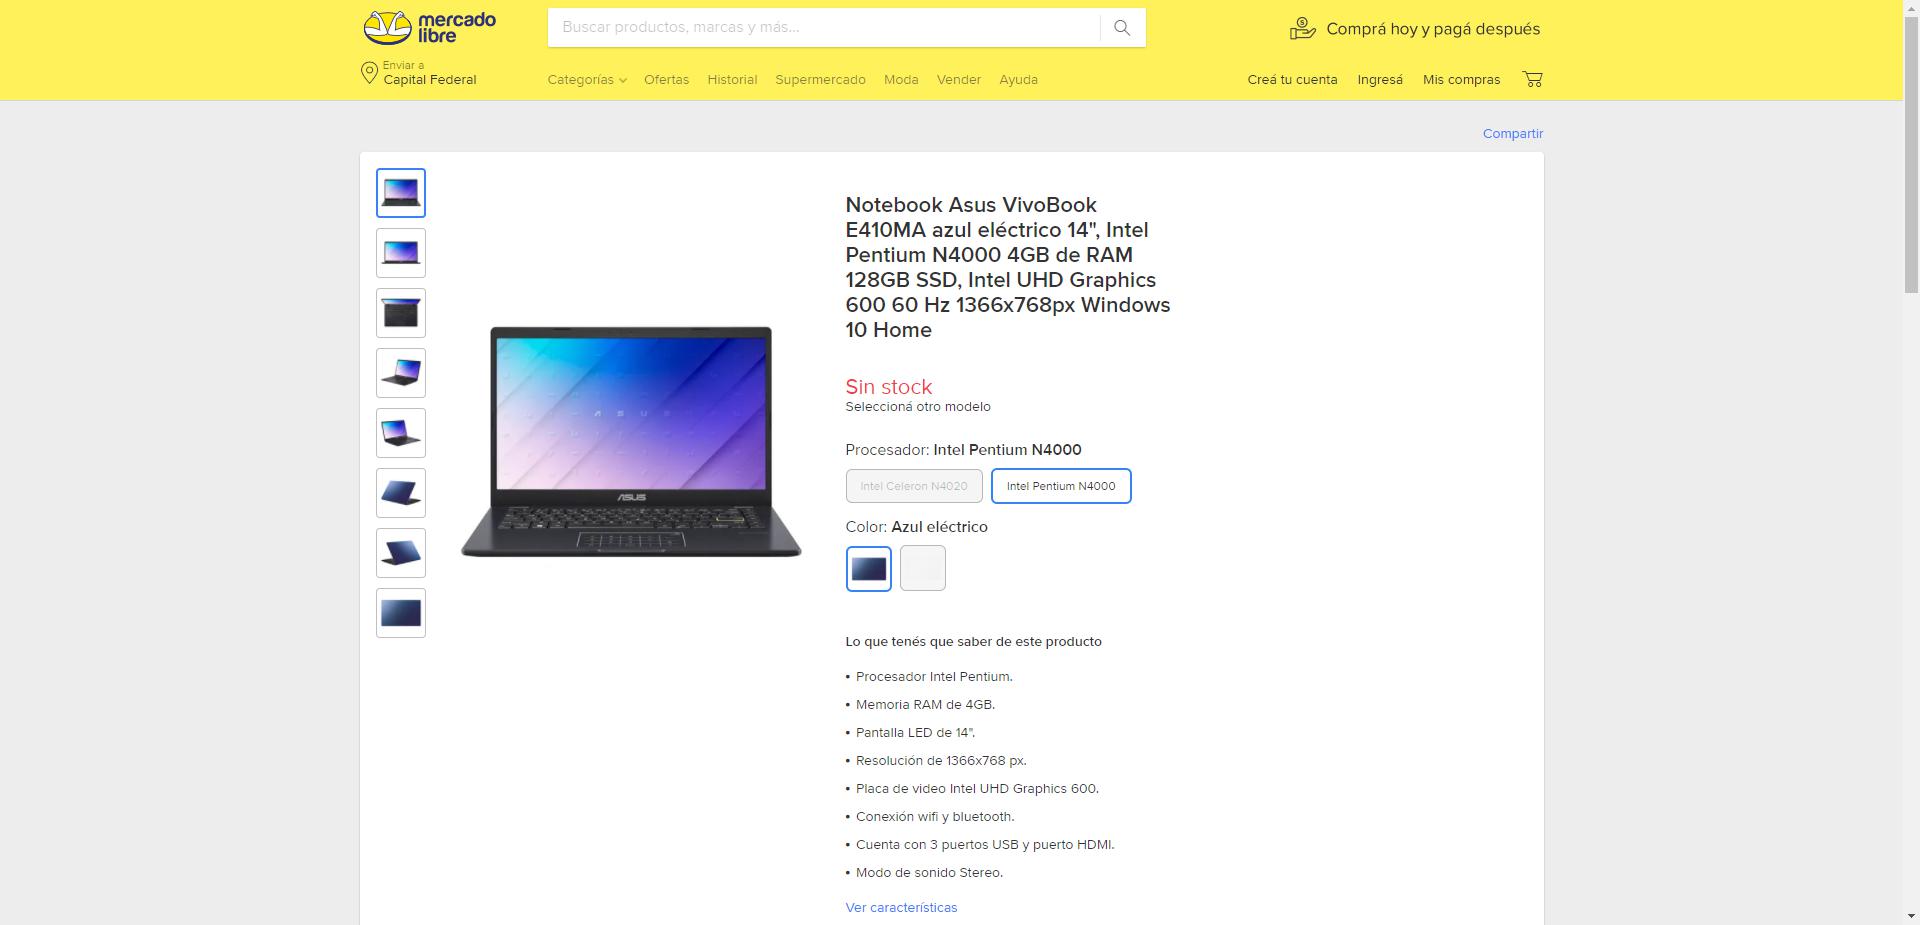 mercado
libre
Buscar productos, marcas y más...
Comprá hoy y pagá después
Enviar a
Capital Federal
Categorías
Ofertas
Historial
Supermercado
Moda
Vender
Ayuda
Creá tu cuenta
Ingresá
Mis compras
Compartir
Notebook Asus VivoBook
E410MA azul eléctrico 14", Intel
Pentium N4000 4GB de RAM
128GB SSD, Intel UHD Graphics
600 60 Hz 1366x768px Windows
10 Home
ASUS
ASUS
Sin stock
Seleccioná otro modelo
Procesador: Intel Pentium N4000
Intel Celeron N4020
Intel Pentium N4000
Color: Azul eléctrico
Lo que tenés que saber de este producto
• Procesador Intel Pentium.
• Memoria RAM de 4GB.
• Pantalla LED de 14".
• Resolución de 1366x768 px.
• Placa de video Intel UHD Graphics 600.
• Conexión wifi y bluetooth.
• Cuenta con 3 puertos USB y puerto HDMI.
• Modo de sonido Stereo.
Ver características